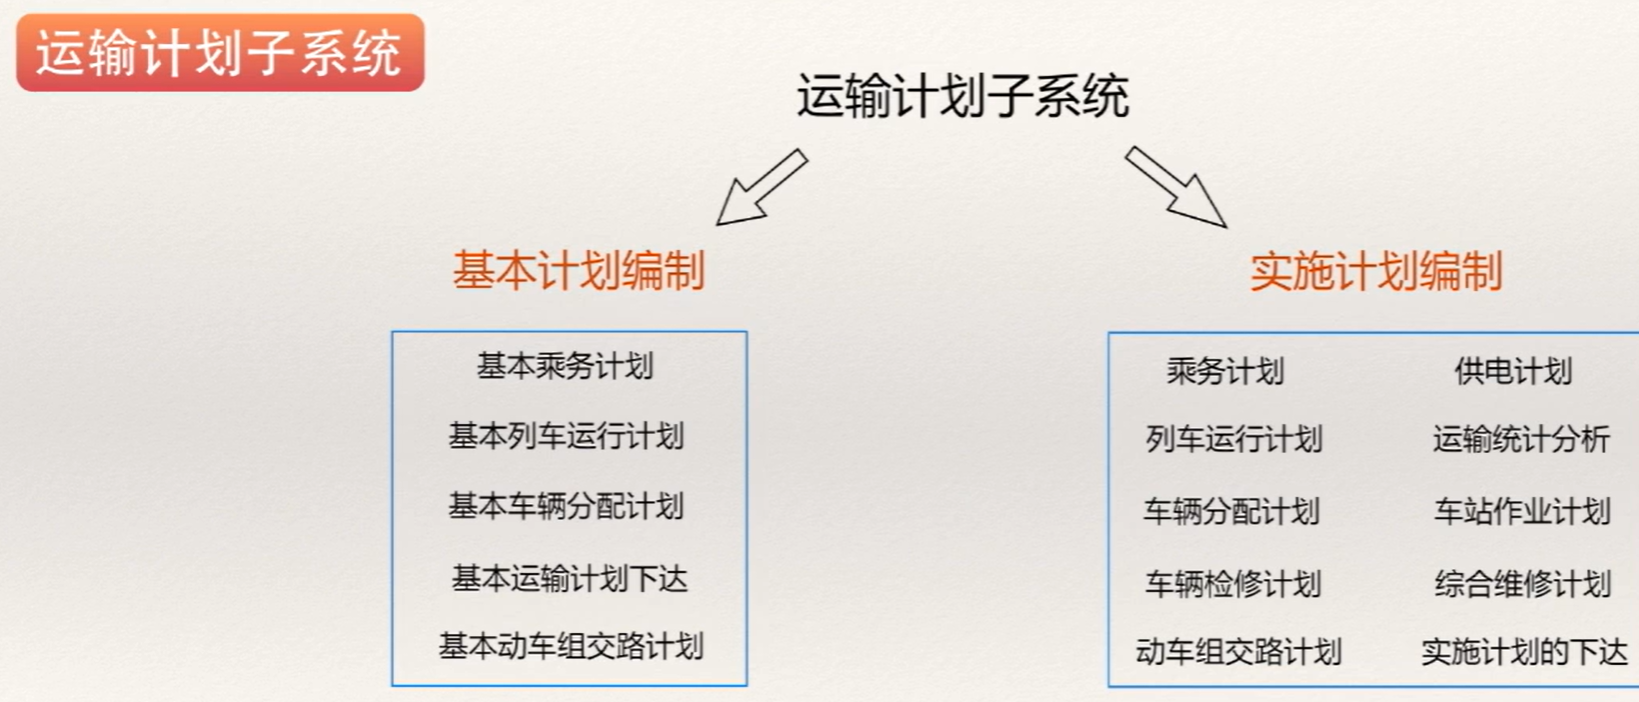 运输计划子系统
运输计划子系统
基本计划编制
基本乘务计划
基本列车运行计划
基本车辆分配计划
基本运输计划下达
基本动车组交路计划
实施计划编制
乘务计划
供电计划
列车运行计划
运输统计分析
车辆分配计划
车站作业计划
车辆检修计划
综合维修计划
动车组交路计划
实施计划的下达